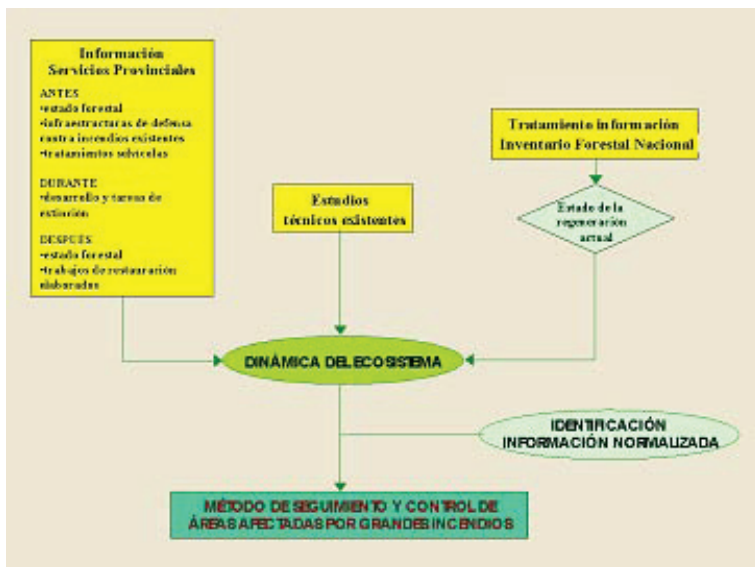 Información
Servicios Provinciales
ANTES
•estado forestal
•infraestructuras de defensa
contra incendios existentes
•tratamientos selvícolas
DURANTE
•desarrollo y tareas de
extinción
DESPUÉS
•estado forestal
•trabajos de restauración
elaborados
Estudios
técnicos existentes
Tratamiento información
Inventario Forestal Nacional
Estado de la
regeneración
actual
DINÁMICA DEL ECOSISTEMA
IDENTIFICACIÓN
INFORMACIÓN NORMALIZADA
MÉTODO DE SEGUIMIENTO Y CONTROL DE
ÁREAS AFECTADAS POR GRANDES INCENDIOS